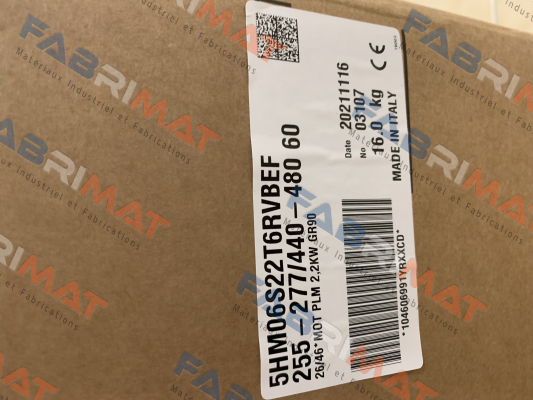 5HM06S22T6RVBEF
255-277/440-480 60
26/46* MOT PLM 2.2KW GR90
Date 20211116
No 03107
16.0 kg
MADE IN ITALY
CE
*104606991YRXXCD*
FABRIMAT
Materiaux Industriel et Fabrications